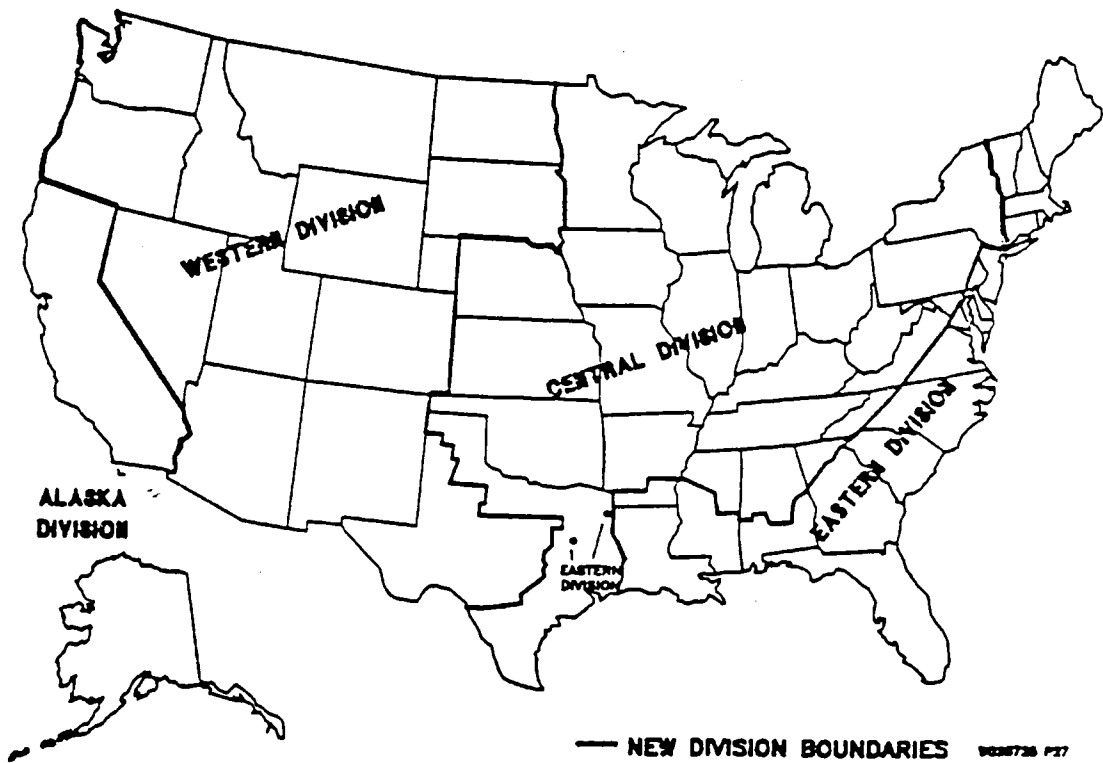 WESTERN DIVISION
CENTRAL DIVISION
EASTERN DIVISION
ALASKA
DIVISION
EASTERN
DIVISION
NEW DIVISION BOUNDARIES